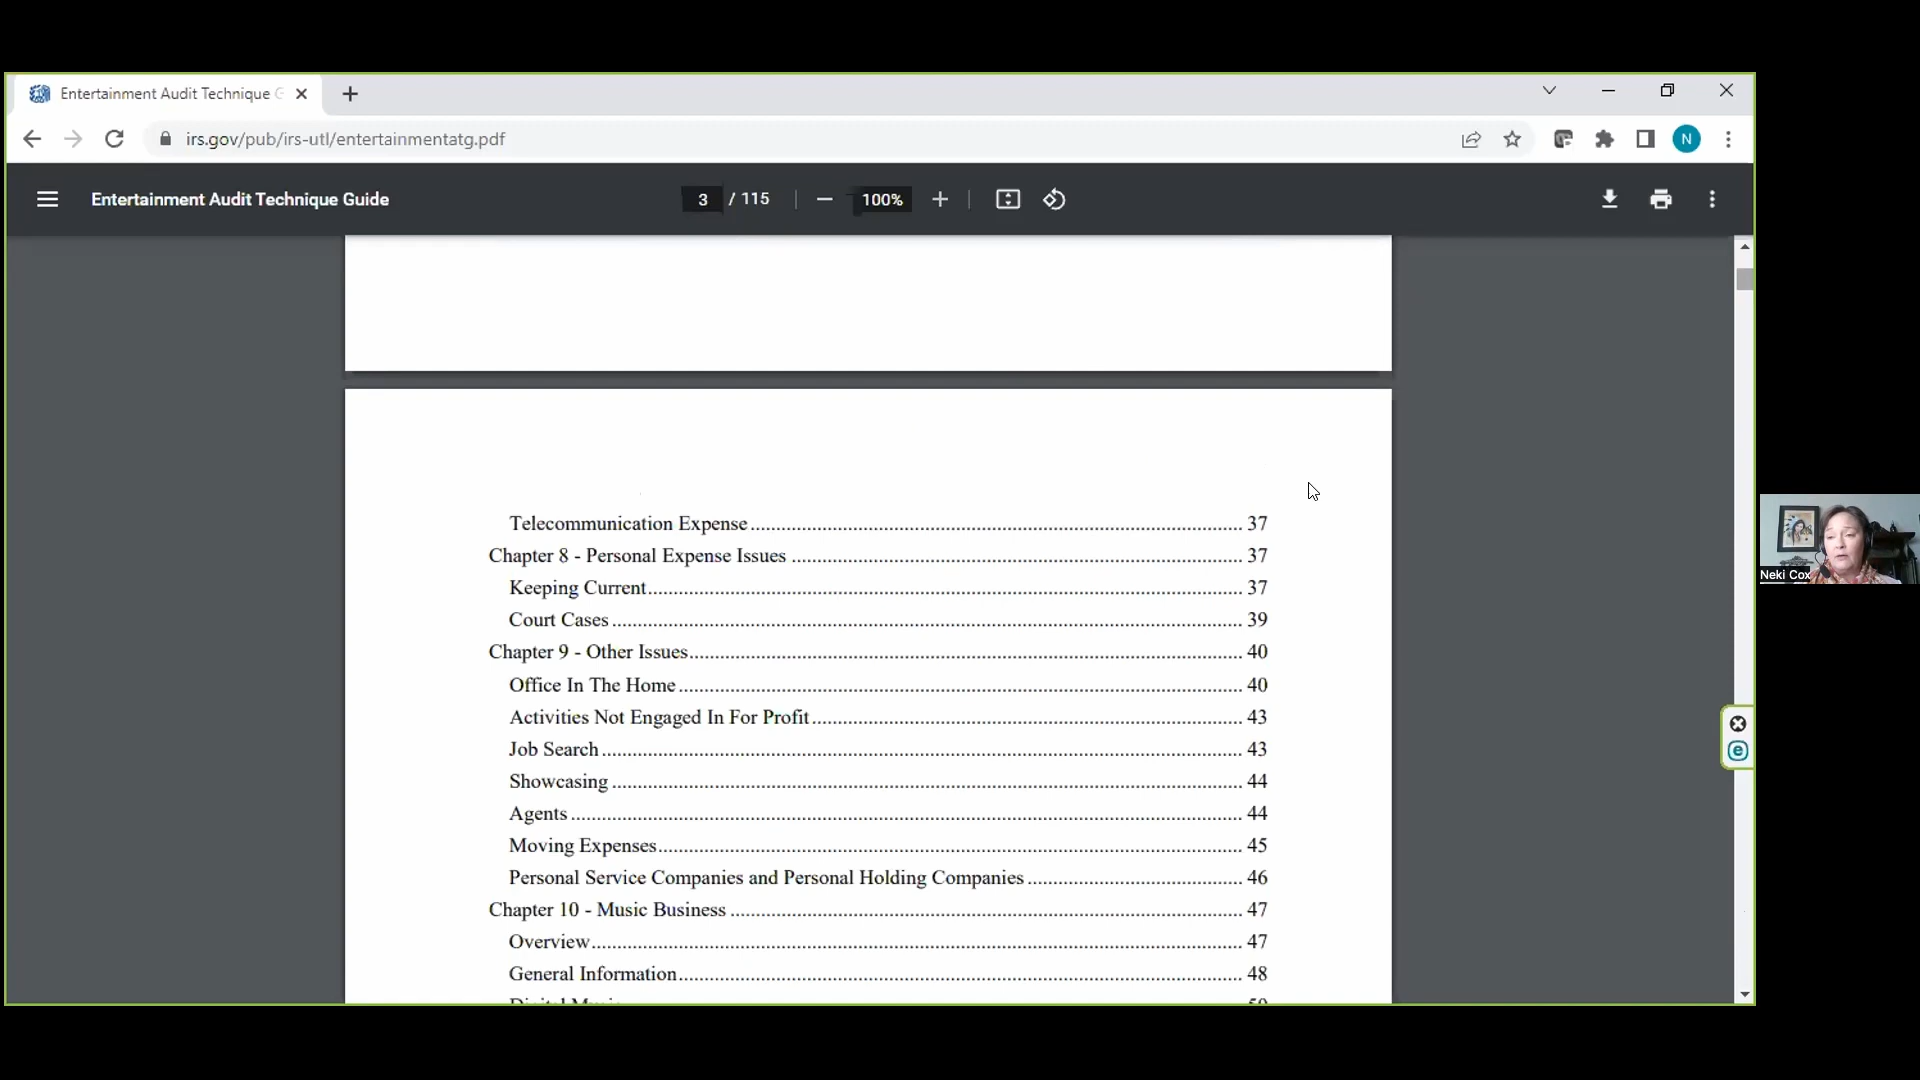 Entertainment Audit Technique G
irs.gov/pub/irs-utl/entertainmentatg.pdf
N
Entertainment Audit Technique Guide
3 / 115
100%
Telecommunication Expense 37
Chapter 8 - Personal Expense Issues 37
Keeping Current 37
Court Cases 39
Chapter 9 - Other Issues 40
Office In The Home 40
Activities Not Engaged In For Profit 43
Job Search 43
Showcasing 44
Agents 44
Moving Expenses 45
Personal Service Companies and Personal Holding Companies 46
Chapter 10 - Music Business 47
Overview 47
General Information 48
Digital Music 50
Neki Cox